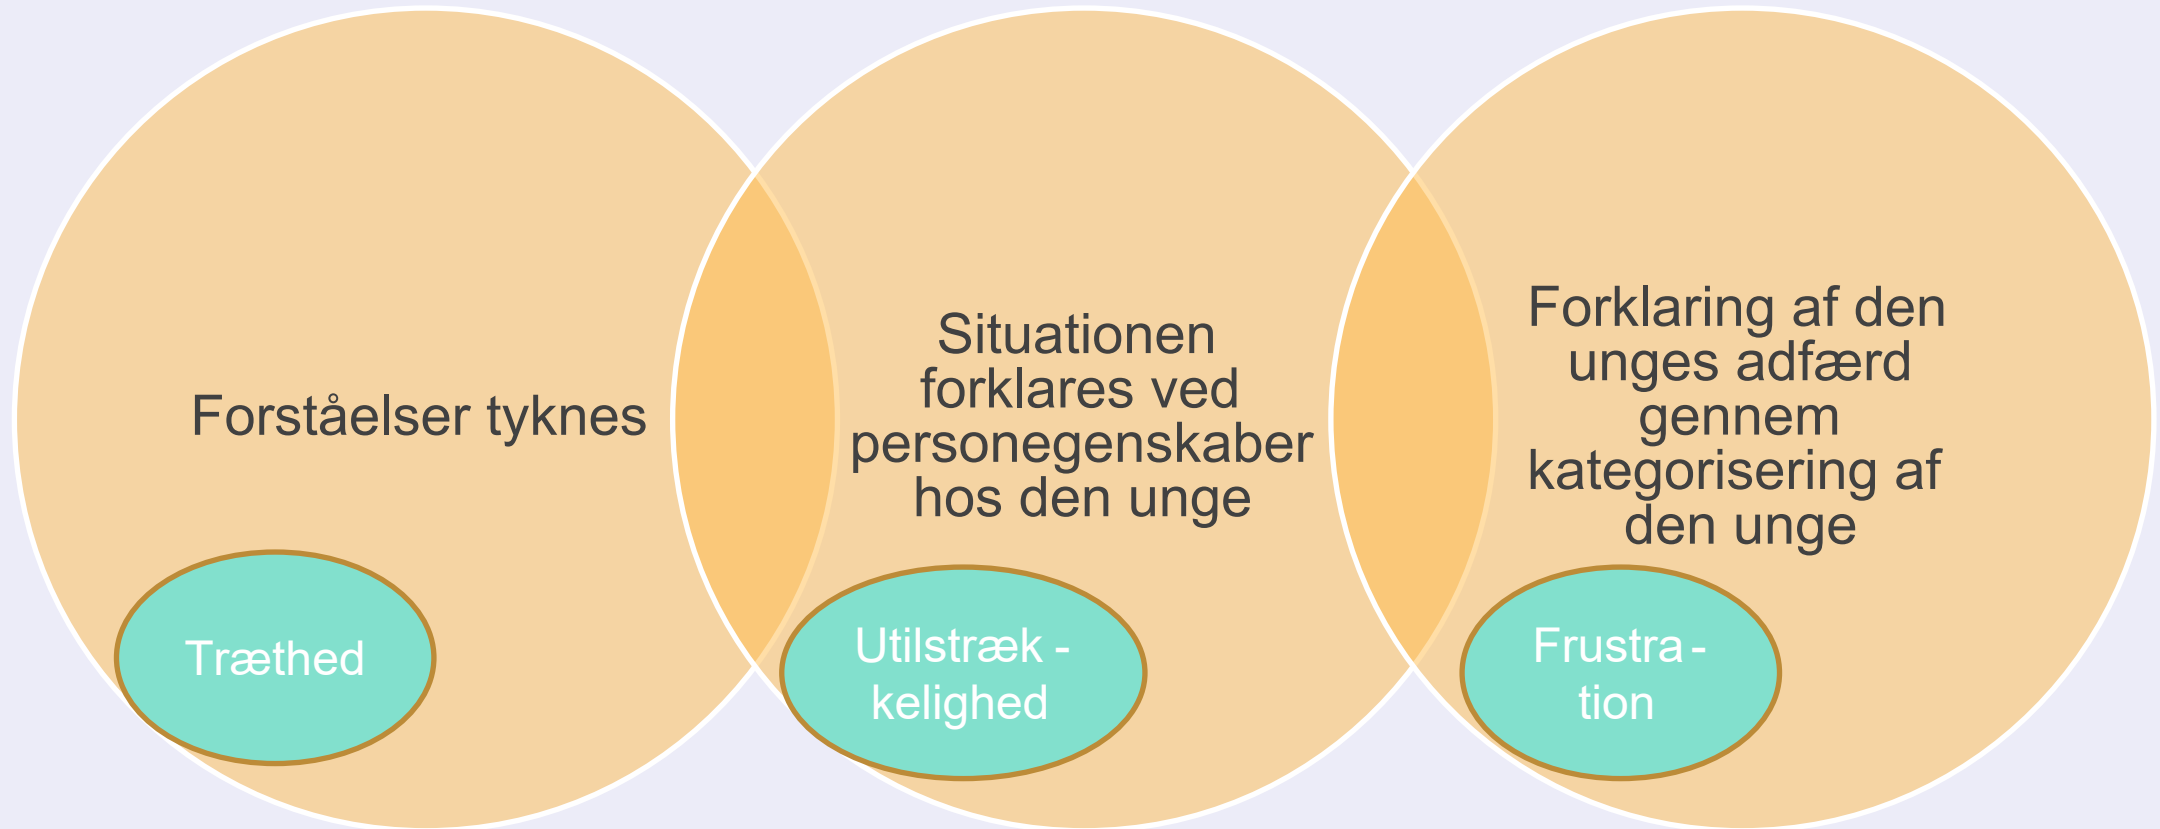 Forståelser tyknes
Situationen
forklares ved
personegenskaber
hos den unge
Forklaring af den
unges adfærd
gennem
kategorisering af
den unge
Træthed
Utilstræk -
kelighed
Frustra -
tion